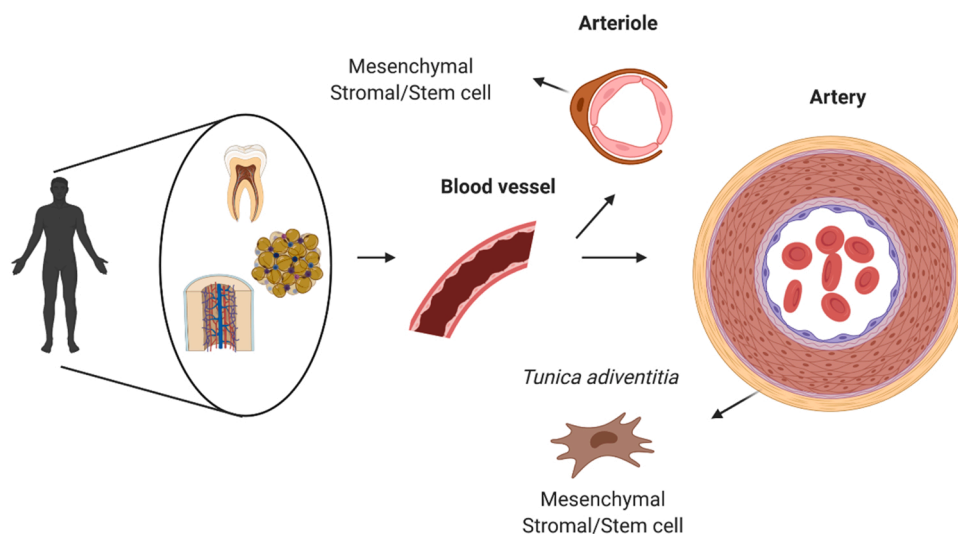 Arteriole
Mesenchymal
Stromal/Stem cell
Artery
Blood vessel
Tunica adiventitia
Mesenchymal
Stromal/Stem cell